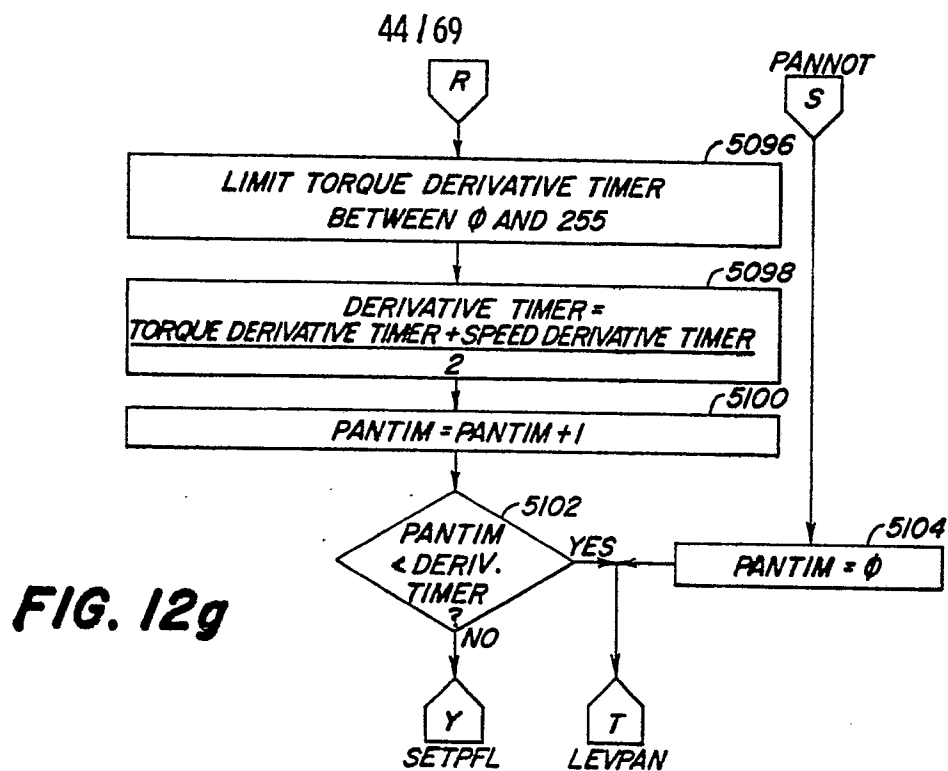 44 / 69
PANNOT
R
S
5096
LIMIT TORQUE DERIVATIVE TIMER
BETWEEN ϕ AND 255
5098
DERIVATIVE TIMER =
TORQUE DERIVATIVE TIMER + SPEED DERIVATIVE TIMER
2
5100
PANTIM = PANTIM + 1
5102
PANTIM
< DERIV.
TIMER
?
YES
NO
5104
PANTIM = ϕ
FIG. 12g
Y
SETPFL
T
LEVPAN